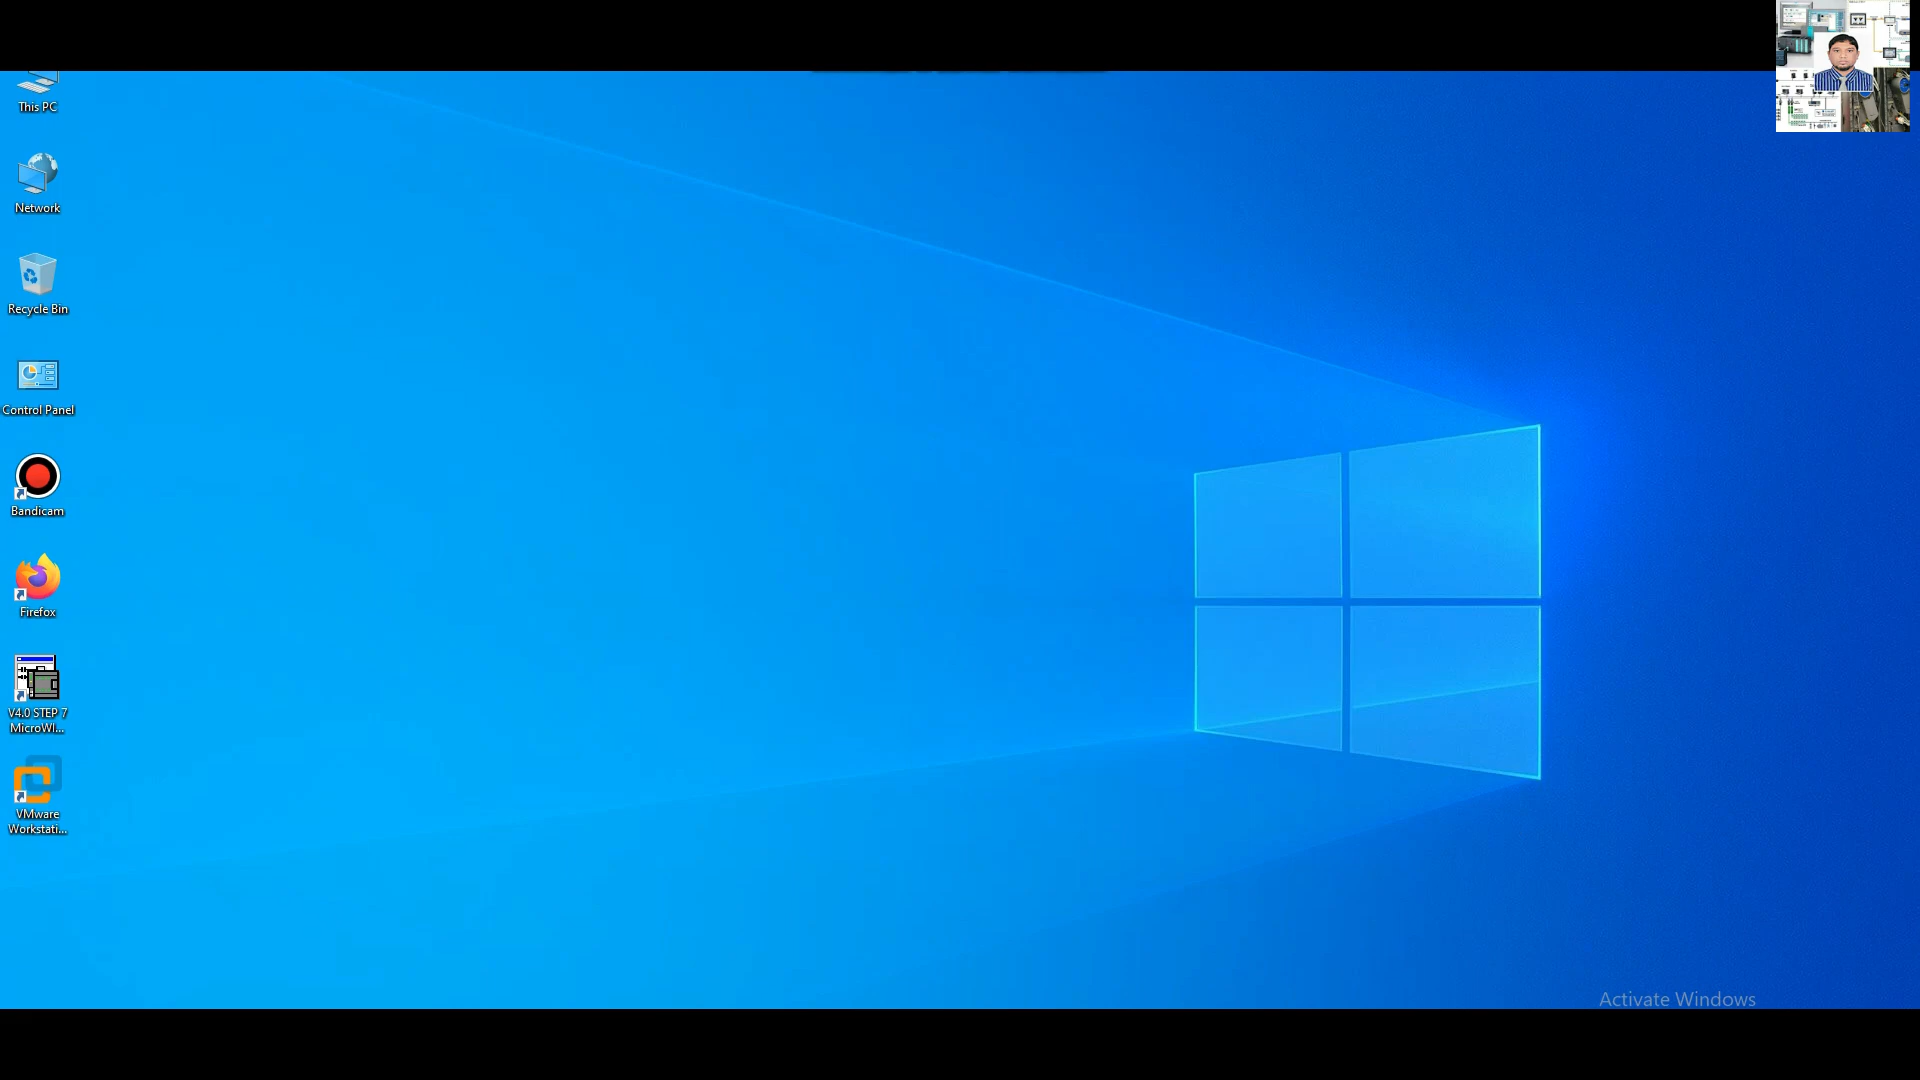 This PC
Network
Recycle Bin
Control Panel
Bandicam
Firefox
V4.0 STEP 7
MicroWI...
VMware
Workstati...
Activate Windows